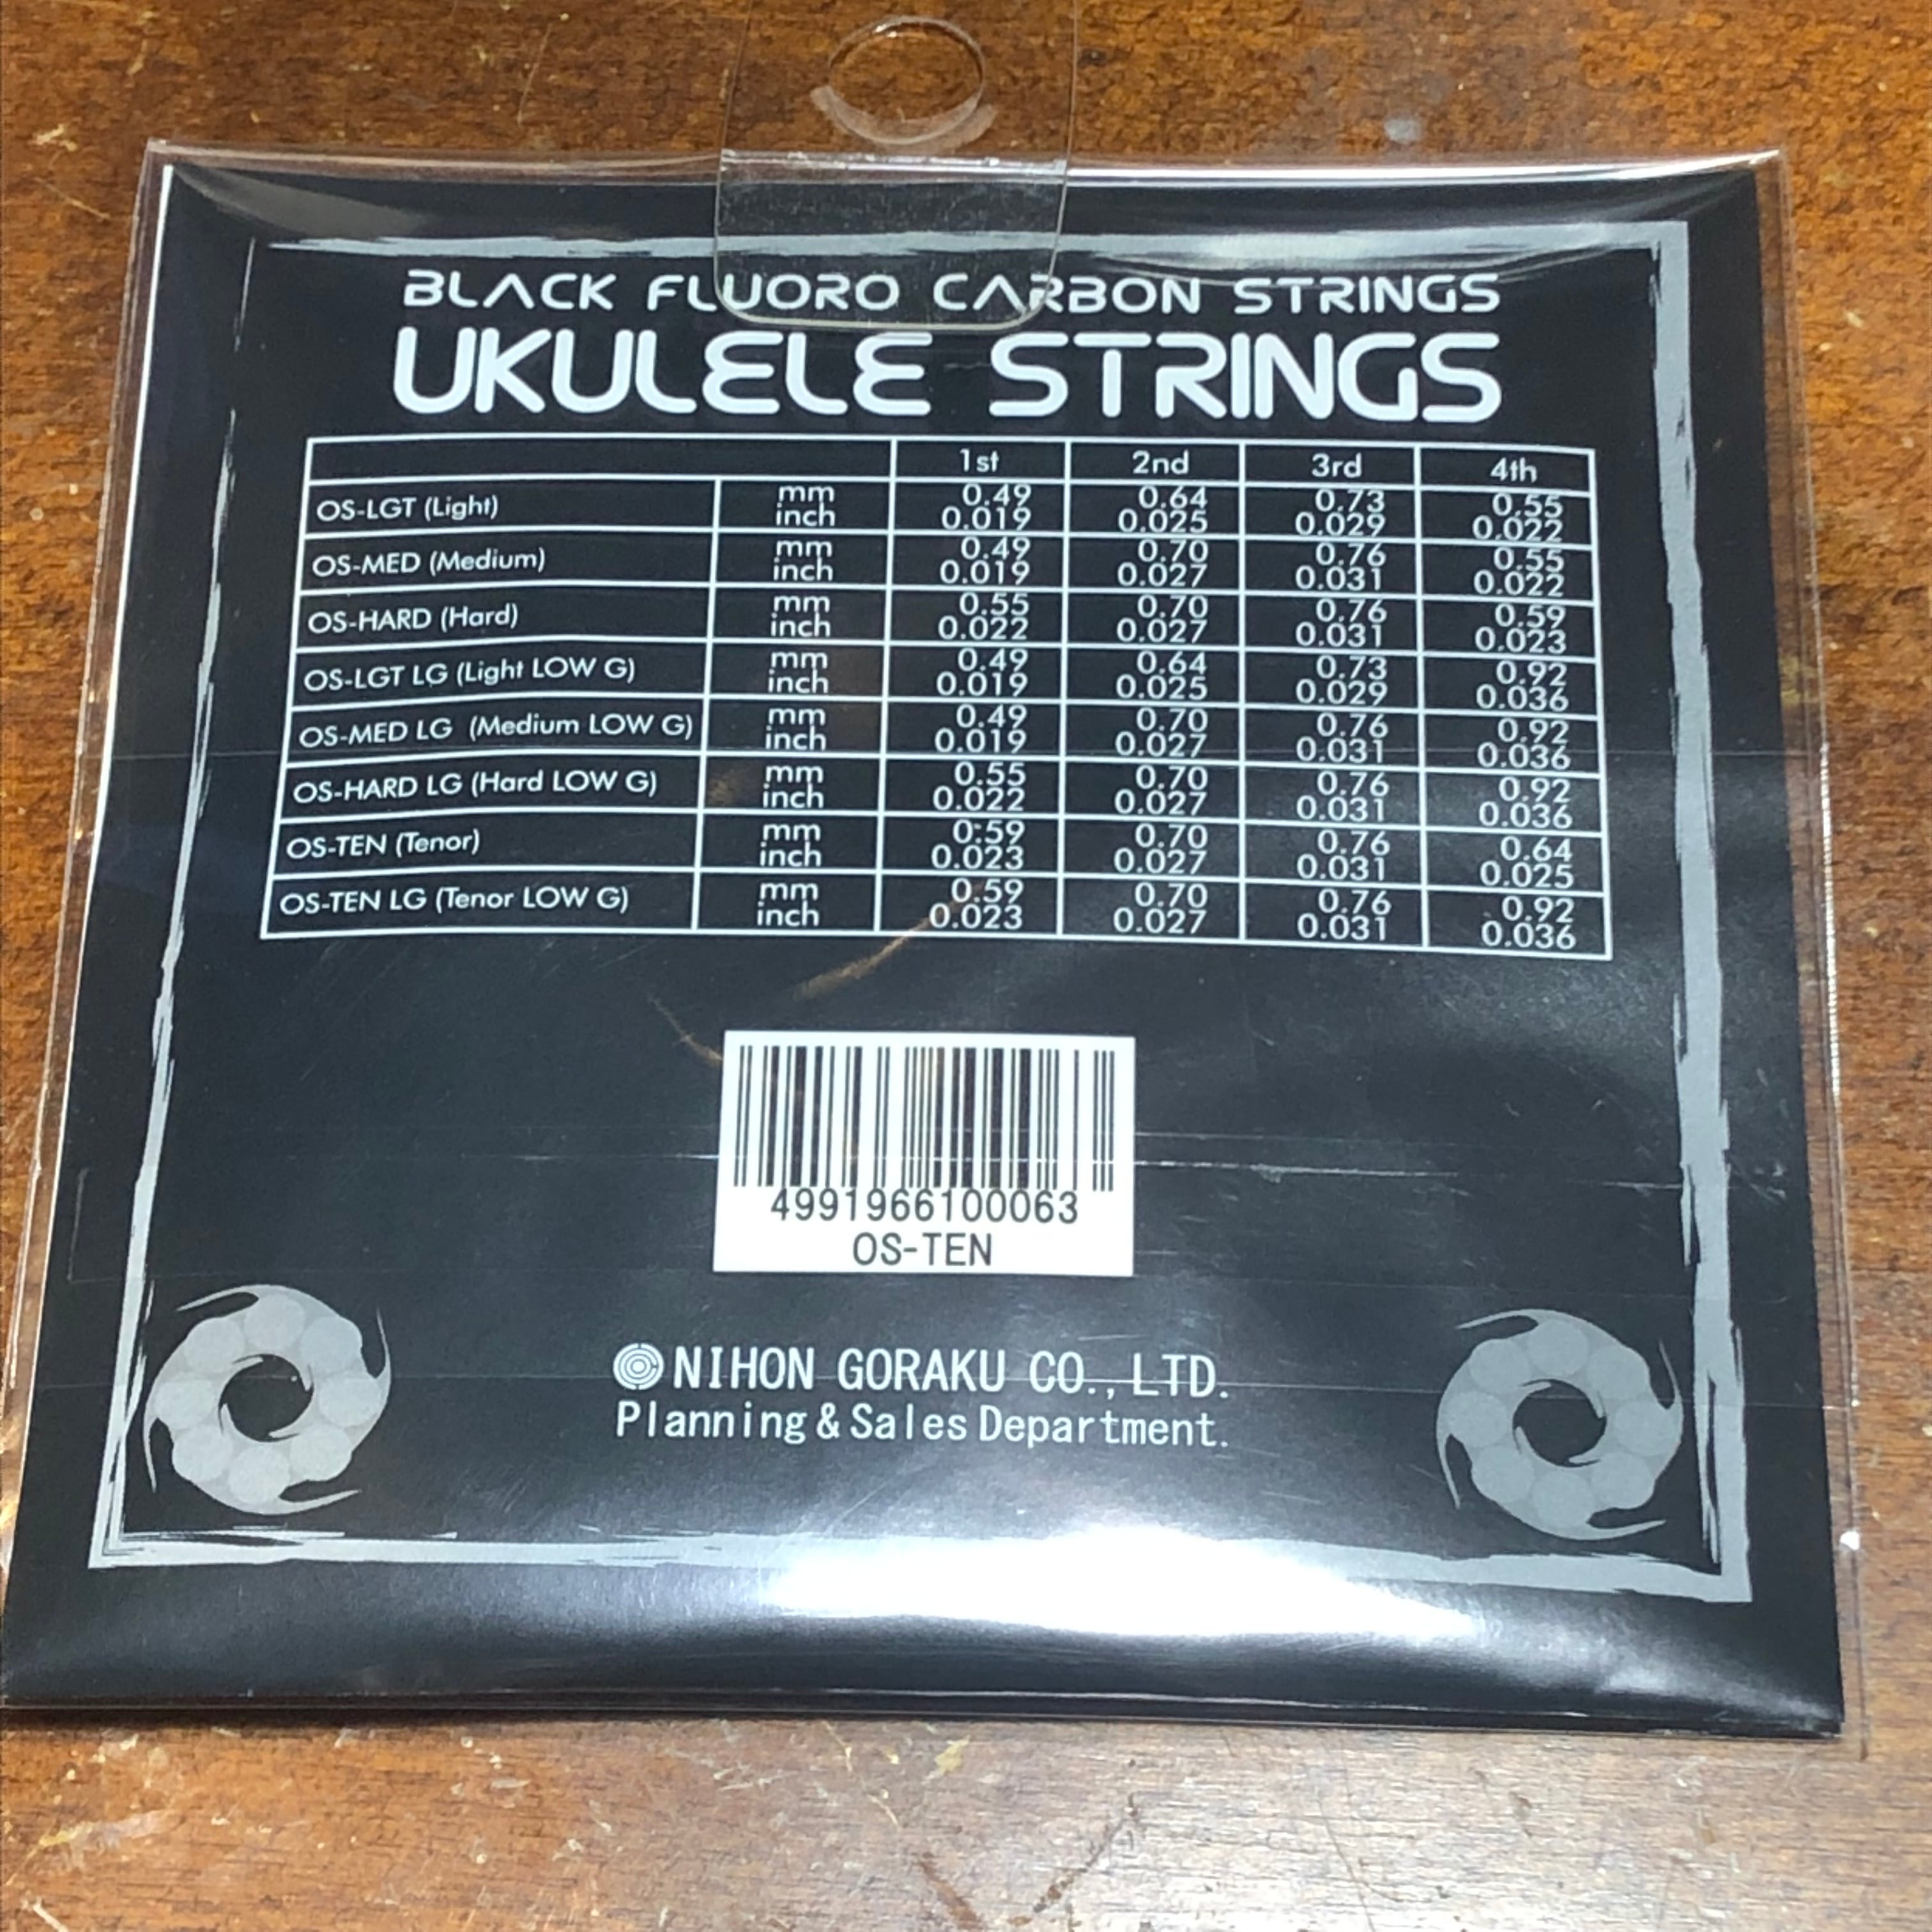 BLACK FLUORO CARBON STRINGS
UKULELE STRINGS
1st 2nd 3rd 4th
OS-LGT (Light) mm 0.49 0.64 0.73 0.55
inch 0.019 0.025 0.029 0.022
OS-MED (Medium) mm 0.49 0.70 0.76 0.55
inch 0.019 0.027 0.031 0.022
OS-HARD (Hard) mm 0.55 0.70 0.76 0.59
inch 0.022 0.027 0.031 0.023
OS-LGT LG (Light LOW G) mm 0.49 0.64 0.73 0.92
inch 0.019 0.025 0.029 0.036
OS-MED LG (Medium LOW G) mm 0.49 0.70 0.76 0.92
inch 0.019 0.027 0.031 0.036
OS-HARD LG (Hard LOW G) mm 0.55 0.70 0.76 0.92
inch 0.022 0.027 0.031 0.036
OS-TEN (Tenor) mm 0.59 0.70 0.76 0.64
inch 0.023 0.027 0.031 0.025
OS-TEN LG (Tenor LOW G) mm 0.59 0.70 0.76 0.92
inch 0.023 0.027 0.031 0.036
4991966100063
OS-TEN
NIHON GORAKU CO., LTD.
Planning & Sales Department.